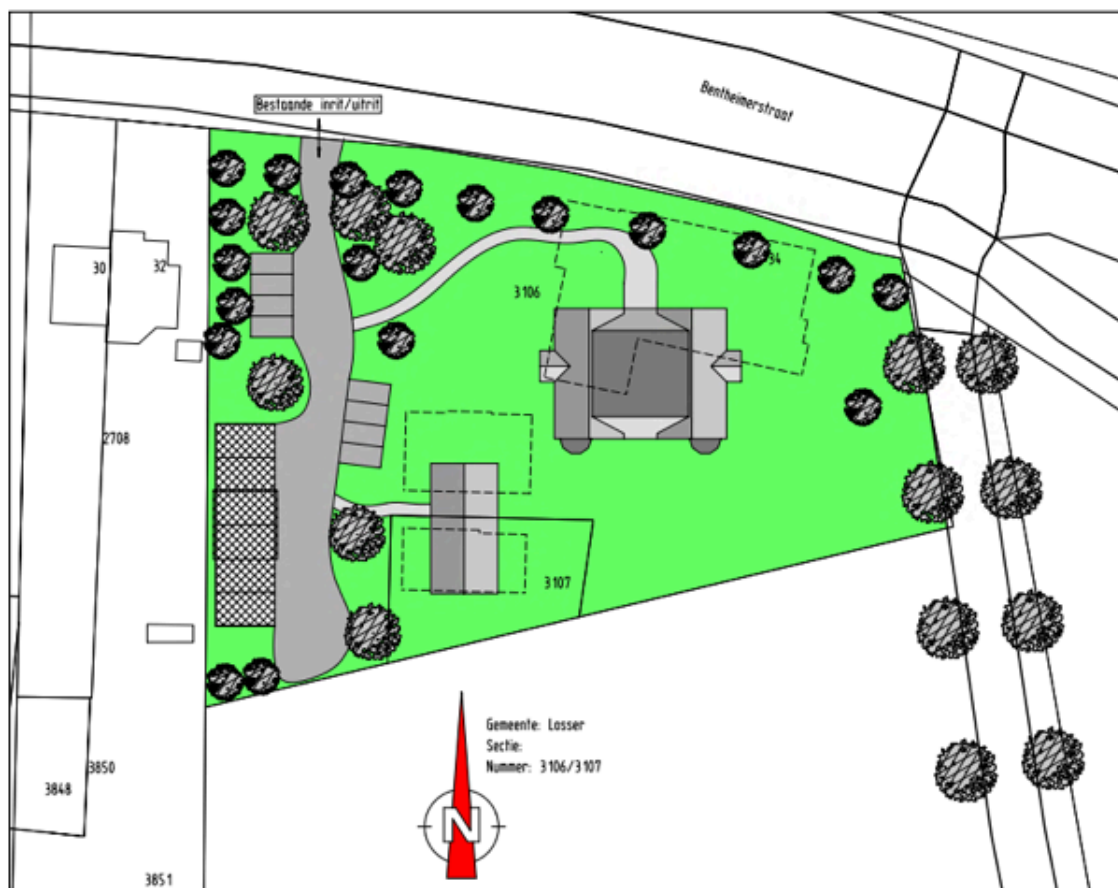 Bentheimerstraat
Bestaande inrit/uitrit
30
32
34
3106
2708
3107
Gemeente: Losser
Sectie:
Nummer: 3106/3107
3850
3848
N
3851